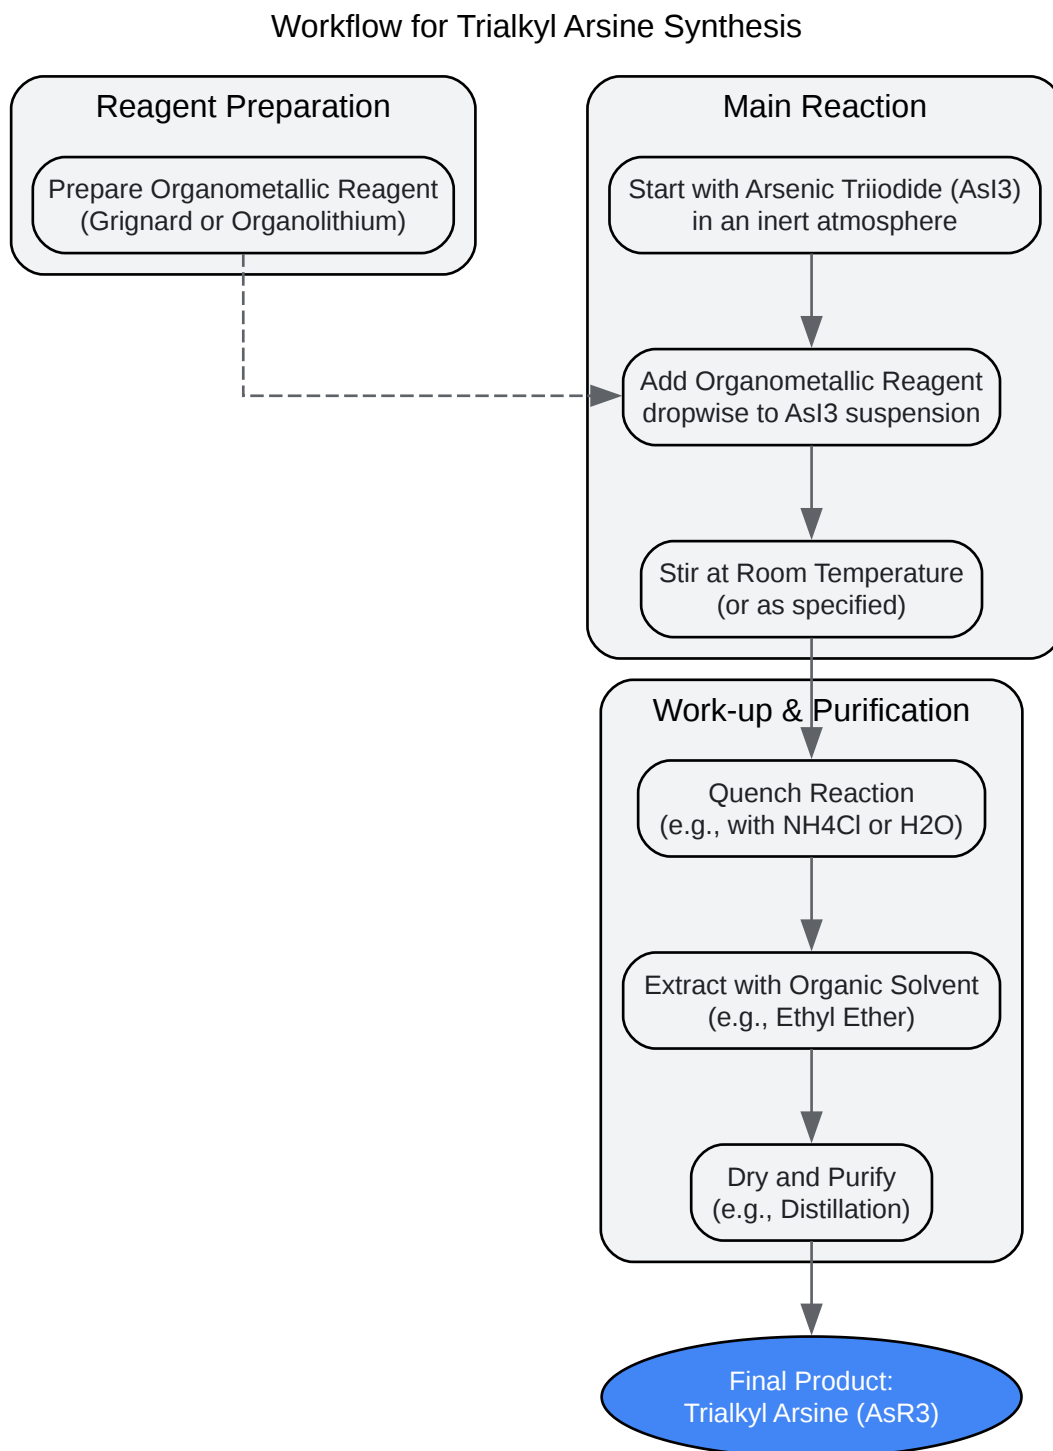 Workflow for Trialkyl Arsine Synthesis
Reagent Preparation
Prepare Organometallic Reagent
(Grignard or Organolithium)
Main Reaction
Start with Arsenic Triiodide (AsI3)
in an inert atmosphere
Add Organometallic Reagent
dropwise to AsI3 suspension
Stir at Room Temperature
(or as specified)
Work-up & Purification
Quench Reaction
(e.g., with NH4Cl or H2O)
Extract with Organic Solvent
(e.g., Ethyl Ether)
Dry and Purify
(e.g., Distillation)
Final Product:
Trialkyl Arsine (AsR3)